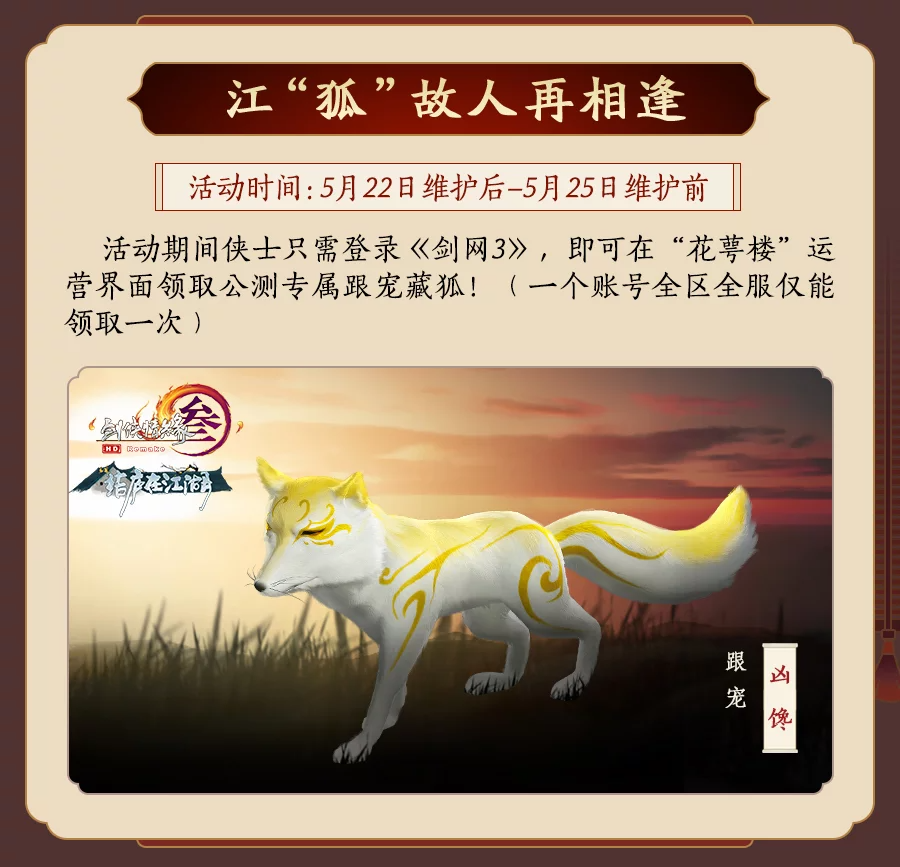 江“狐”故人再相逢
活动时间：5月22日维护后–5月25日维护前
活动期间侠士只需登录《剑网3》，即可在“花萼楼”运
营界面领取公测专属跟宠藏狐！（一个账号全区全服仅能
领取一次）
剑侠情缘
叁
HD Remake
结庐在江湖
跟宠
凶馋